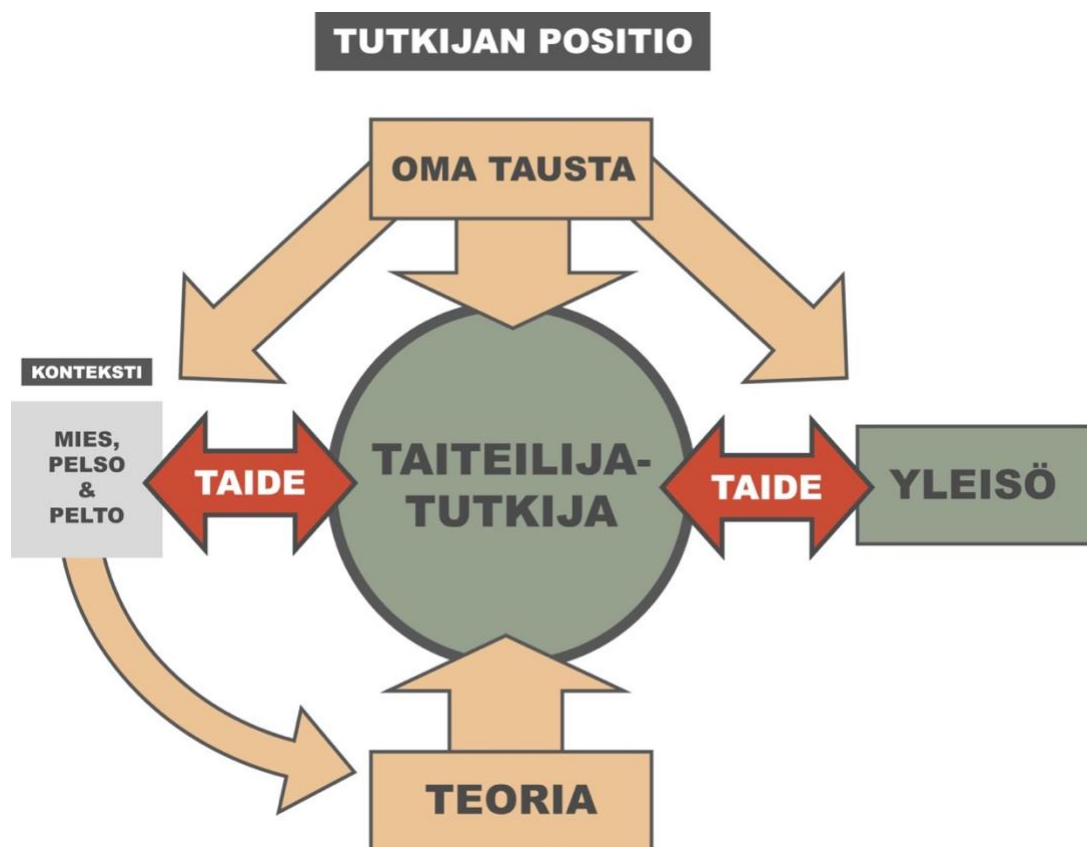 TUTKIJAN POSITIO
OMA TAUSTA
KONTEKSTI
MIES,
PELSO
&
PELTO
TAIDE
TAITEILIJA-
TUTKIJA
TAIDE
YLEISÖ
TEORIA